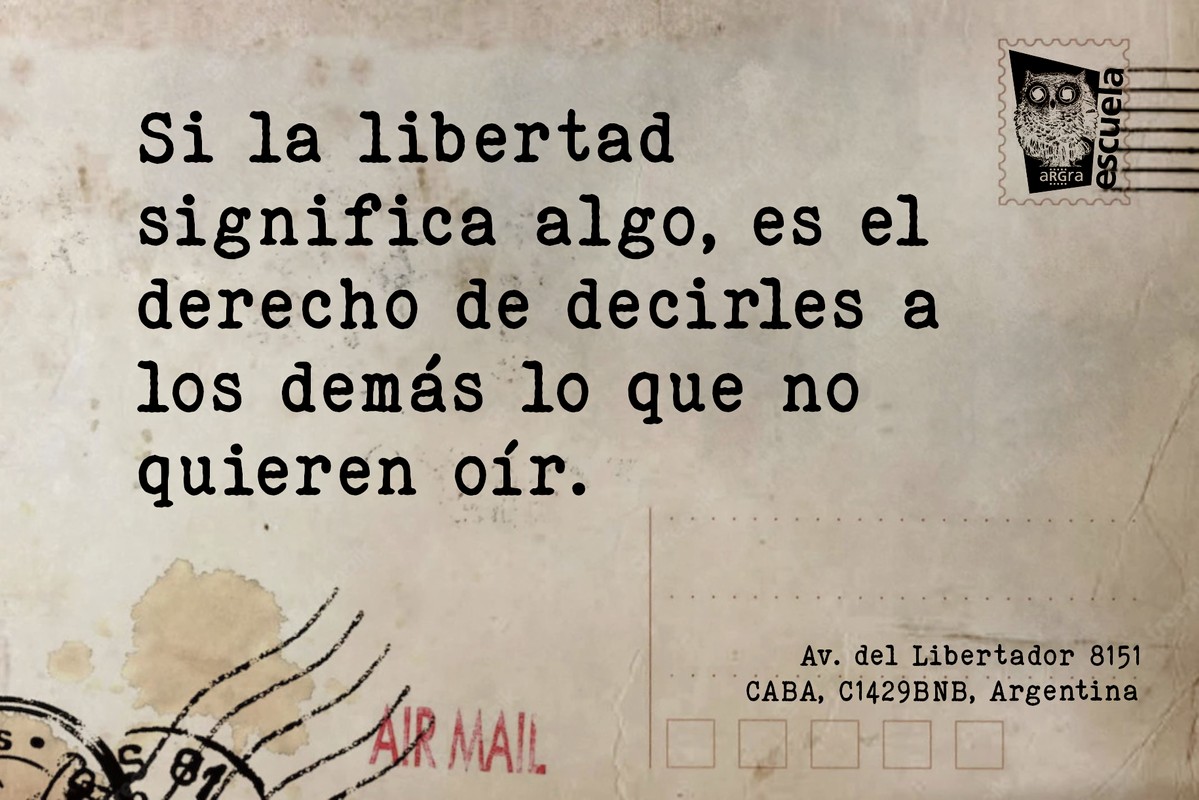 Si la libertad
significa algo, es el
derecho de decirles a
los demás lo que no
quieren oír.
aRGra
escuela
Av. del Libertador 8151
CABA, C1429BNB, Argentina
AIR MAIL
S 81